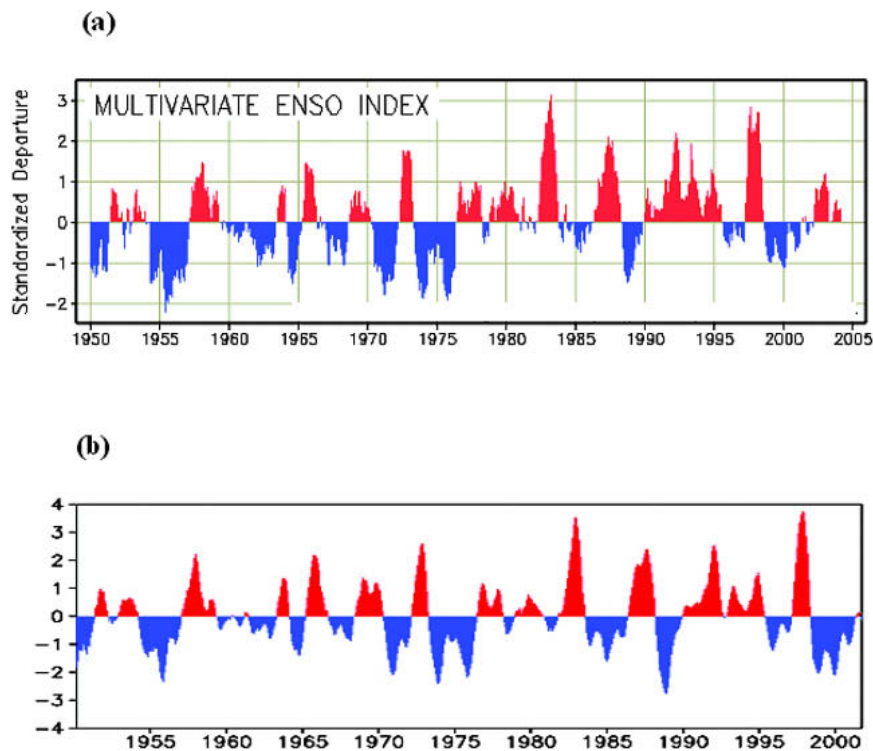 (a)
MULTIVARIATE ENSO INDEX
Standardized Departure
3
2
1
0
-1
-2
1950 1955 1960 1965 1970 1975 1980 1985 1990 1995 2000 2005
(b)
4
3
2
1
0
-1
-2
-3
-4
1955 1960 1965 1970 1975 1980 1985 1990 1995 2000